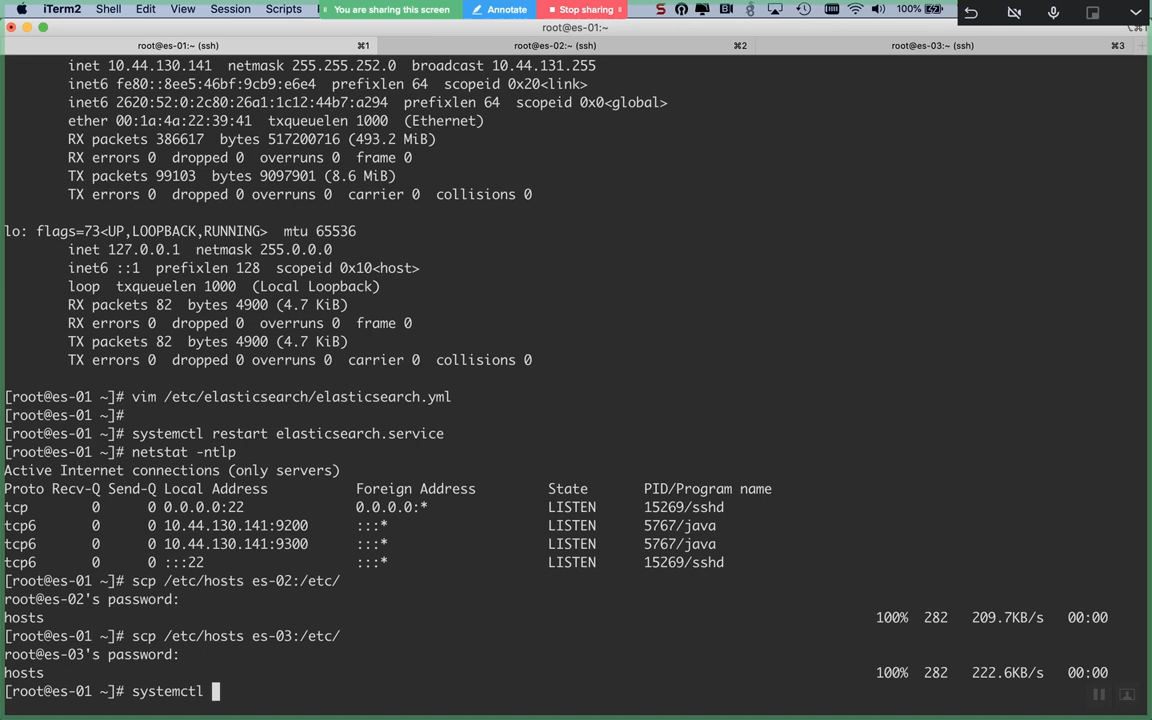 iTerm2 Shell Edit View Session Scripts You are sharing this screen Annotate Stop sharing 100%
root@es-01:~
root@es-01:~ (ssh) ⌘1 root@es-02:~ (ssh) ⌘2 root@es-03:~ (ssh) ⌘3
inet 10.44.130.141 netmask 255.255.252.0 broadcast 10.44.131.255
inet6 fe80::8ee5:46bf:9cb9:e6e4 prefixlen 64 scopeid 0x20<link>
inet6 2620:52:0:2c80:26a1:1c12:44b7:a294 prefixlen 64 scopeid 0x0<global>
ether 00:1a:4a:22:39:41 txqueuelen 1000 (Ethernet)
RX packets 386617 bytes 517200716 (493.2 MiB)
RX errors 0 dropped 0 overruns 0 frame 0
TX packets 99103 bytes 9097901 (8.6 MiB)
TX errors 0 dropped 0 overruns 0 carrier 0 collisions 0
lo: flags=73<UP,LOOPBACK,RUNNING> mtu 65536
inet 127.0.0.1 netmask 255.0.0.0
inet6 ::1 prefixlen 128 scopeid 0x10<host>
loop txqueuelen 1000 (Local Loopback)
RX packets 82 bytes 4900 (4.7 KiB)
RX errors 0 dropped 0 overruns 0 frame 0
TX packets 82 bytes 4900 (4.7 KiB)
TX errors 0 dropped 0 overruns 0 carrier 0 collisions 0
[root@es-01 ~]# vim /etc/elasticsearch/elasticsearch.yml
[root@es-01 ~]#
[root@es-01 ~]# systemctl restart elasticsearch.service
[root@es-01 ~]# netstat -ntlp
Active Internet connections (only servers)
Proto Recv-Q Send-Q Local Address Foreign Address State PID/Program name
tcp 0 0 0.0.0.0:22 0.0.0.0:* LISTEN 15269/sshd
tcp6 0 0 10.44.130.141:9200 :::* LISTEN 5767/java
tcp6 0 0 10.44.130.141:9300 :::* LISTEN 5767/java
tcp6 0 0 :::22 :::* LISTEN 15269/sshd
[root@es-01 ~]# scp /etc/hosts es-02:/etc/
root@es-02's password:
hosts 100% 282 209.7KB/s 00:00
[root@es-01 ~]# scp /etc/hosts es-03:/etc/
root@es-03's password:
hosts 100% 282 222.6KB/s 00:00
[root@es-01 ~]# systemctl